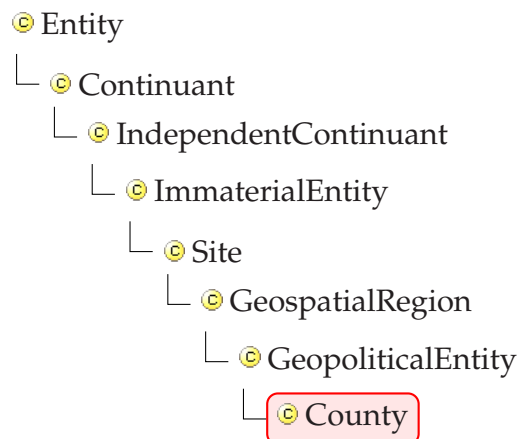 C Entity
C Continuant
C IndependentContinuant
C ImmaterialEntity
C Site
C GeospatialRegion
C GeopoliticalEntity
C County